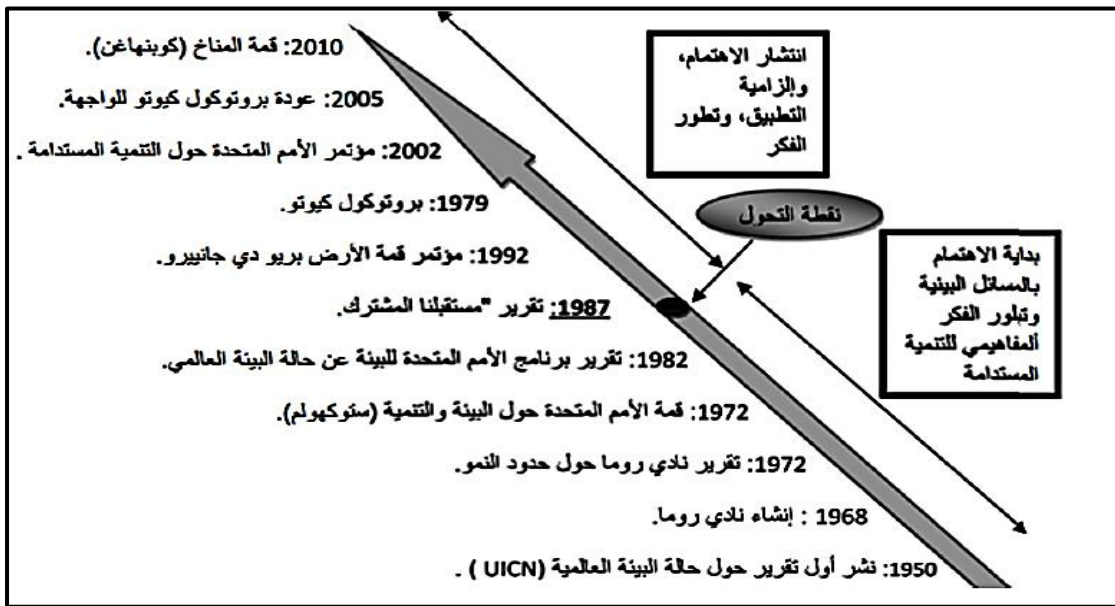 2010: قمة المناخ (كوبنهاغن).
2005: عودة بروتوكول كيوتو للواجهة.
2002: مؤتمر الأمم المتحدة حول التنمية المستدامة .
1979: بروتوكول كيوتو.
1992: مؤتمر قمة الأرض بريو دي جانييرو.
1987: تقرير "مستقبلنا المشترك.
1982: تقرير برنامج الأمم المتحدة للبيئة عن حالة البيئة العالمي.
1972: قمة الأمم المتحدة حول البيئة والتنمية (ستوكهولم).
1972: تقرير نادي روما حول حدود النمو.
1968 : إنشاء نادي روما.
1950: نشر أول تقرير حول حالة البيئة العالمية (UICN ) .
انتشار الاهتمام،
وإلزامية
التطبيق، وتطور
الفكر
نقطة التحول
بداية الاهتمام
بالمسائل البيئية
وتبلور الفكر
ألمفاهيمي للتنمية
المستدامة